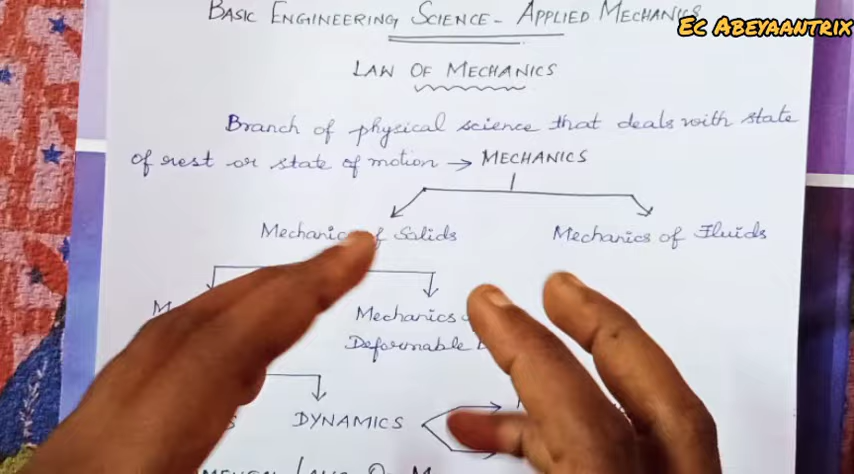 BASIC ENGINEERING SCIENCE - APPLIED MECHANICS
EC ABEYAANTRIX
LAW OF MECHANICS
Branch of physical science that deals with state
of rest or state of motion → MECHANICS
Mechanics of Solids
Mechanics of Fluids
Mechanics
Deformable
DYNAMICS